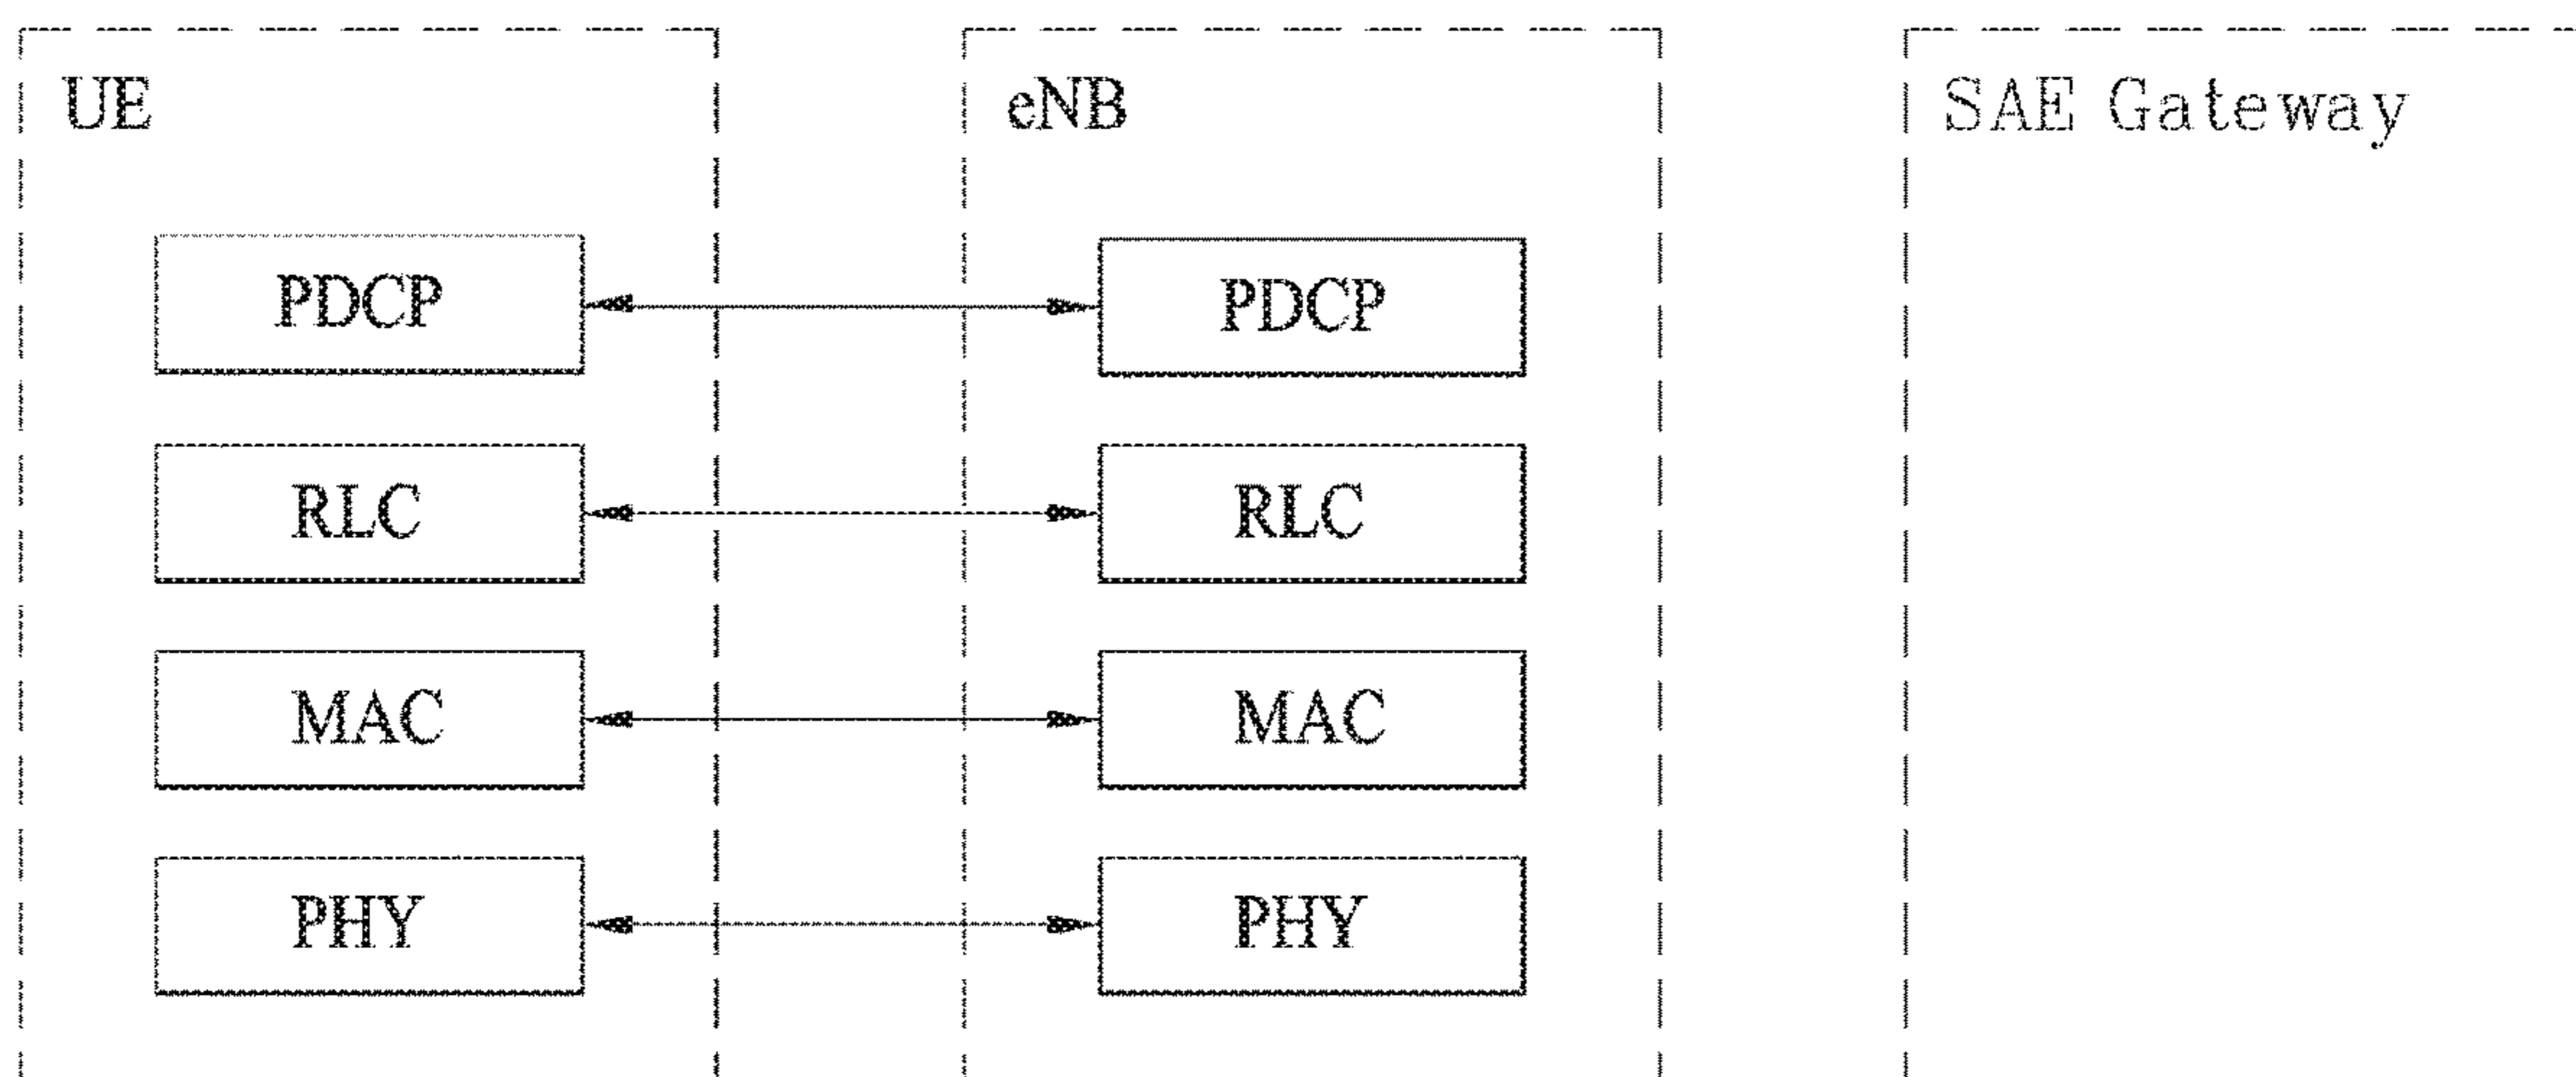 UE
eNB
SAE Gateway
PDCP
PDCP
RLC
RLC
MAC
MAC
PHY
PHY